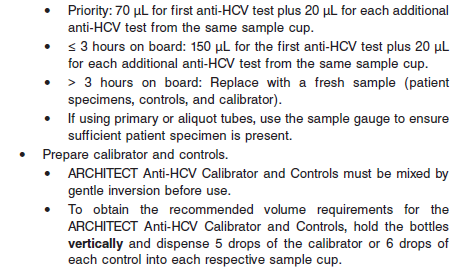 • Priority: 70 µL for first anti-HCV test plus 20 µL for each additional
anti-HCV test from the same sample cup.
• ≤ 3 hours on board: 150 µL for the first anti-HCV test plus 20 µL
for each additional anti-HCV test from the same sample cup.
• > 3 hours on board: Replace with a fresh sample (patient
specimens, controls, and calibrator).
• If using primary or aliquot tubes, use the sample gauge to ensure
sufficient patient specimen is present.
• Prepare calibrator and controls.
• ARCHITECT Anti-HCV Calibrator and Controls must be mixed by
gentle inversion before use.
• To obtain the recommended volume requirements for the
ARCHITECT Anti-HCV Calibrator and Controls, hold the bottles
vertically and dispense 5 drops of the calibrator or 6 drops of
each control into each respective sample cup.